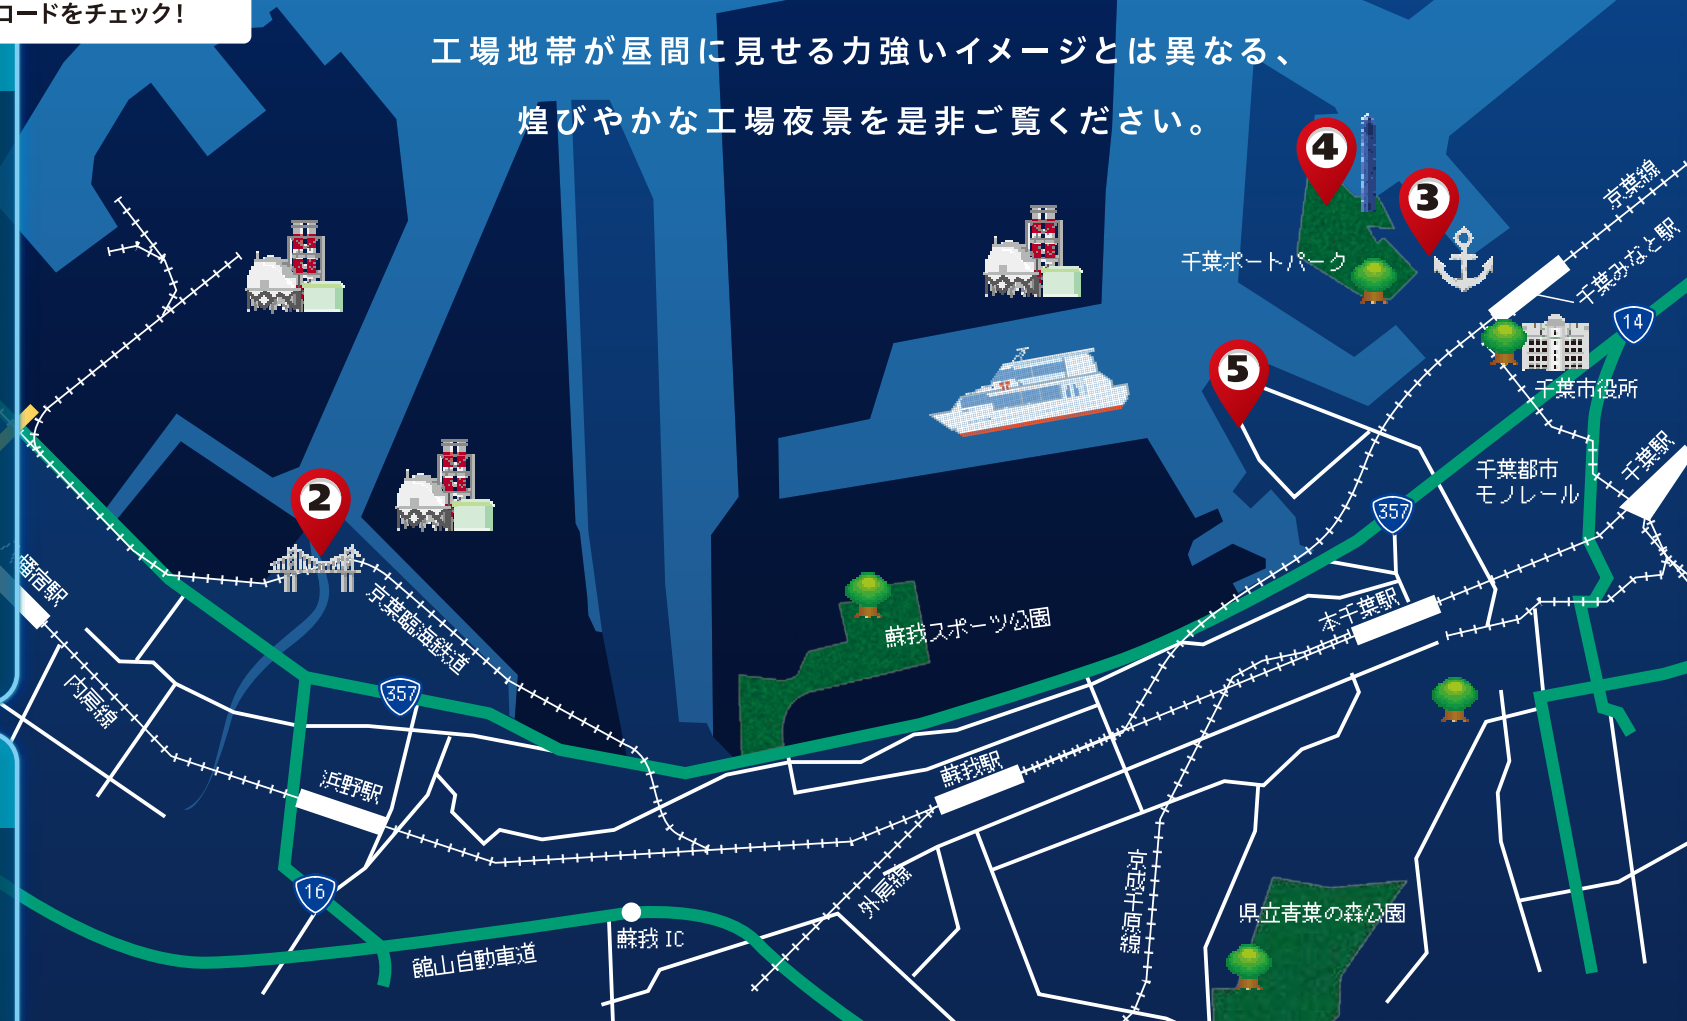 コードをチェック!
工場地帯が昼間に見せる力強いイメージとは異なる、
煌びやかな工場夜景を是非ご覧ください。
4
3
京葉線
千葉みなと駅
千葉ポートパーク
14
5
千葉市役所
千葉駅
千葉都市
モノレール
357
2
幡宿駅
京葉臨海鉄道
蘇我スポーツ公園
本千葉駅
内房線
357
浜野駅
蘇我駅
16
外房線
京成千原線
県立青葉の森公園
蘇我 IC
館山自動車道